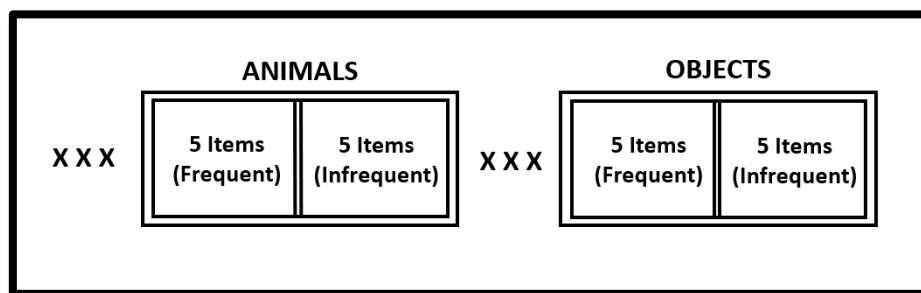 ANIMALS
OBJECTS
X X X
5 Items
(Frequent)
5 Items
(Infrequent)
X X X
5 Items
(Frequent)
5 Items
(Infrequent)